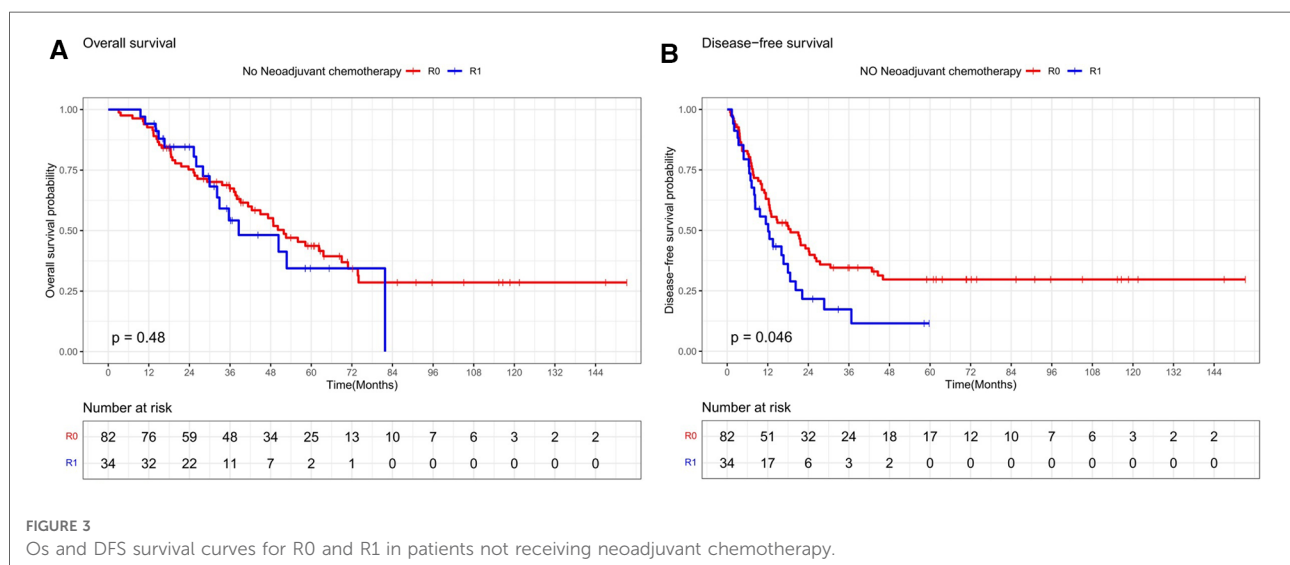 A Overall survival
No Neoadjuvant chemotherapy R0 R1
Overall survival probability
1.00
0.75
0.50
0.25
0.00
p = 0.48
0 12 24 36 48 60 72 84 96 108 120 132 144
Time(Months)
Number at risk
R0 82 76 59 48 34 25 13 10 7 6 3 2 2
R1 34 32 22 11 7 2 1 0 0 0 0 0 0
B Disease-free survival
NO Neoadjuvant chemotherapy R0 R1
Disease-free survival probability
1.00
0.75
0.50
0.25
0.00
p = 0.046
0 12 24 36 48 60 72 84 96 108 120 132 144
Time(Months)
Number at risk
R0 82 51 32 24 18 17 12 10 7 6 3 2 2
R1 34 17 6 3 2 0 0 0 0 0 0 0 0
FIGURE 3
Os and DFS survival curves for R0 and R1 in patients not receiving neoadjuvant chemotherapy.